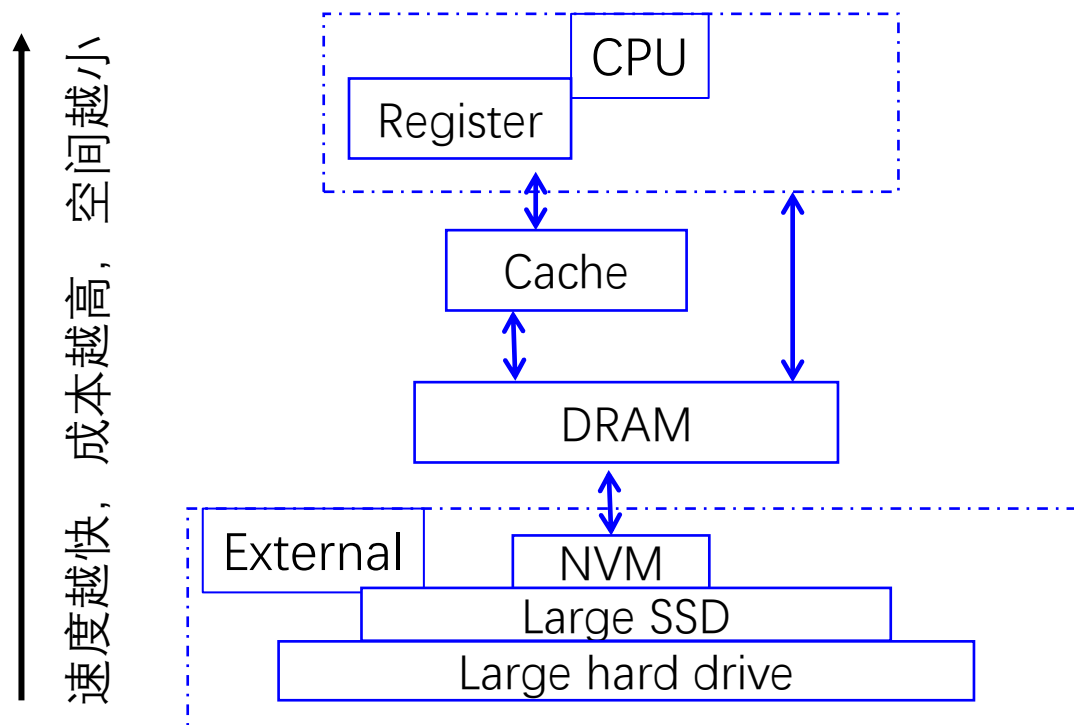 CPU
Register
Cache
DRAM
External
NVM
Large SSD
Large hard drive
速度越快，成本越高，空间越小